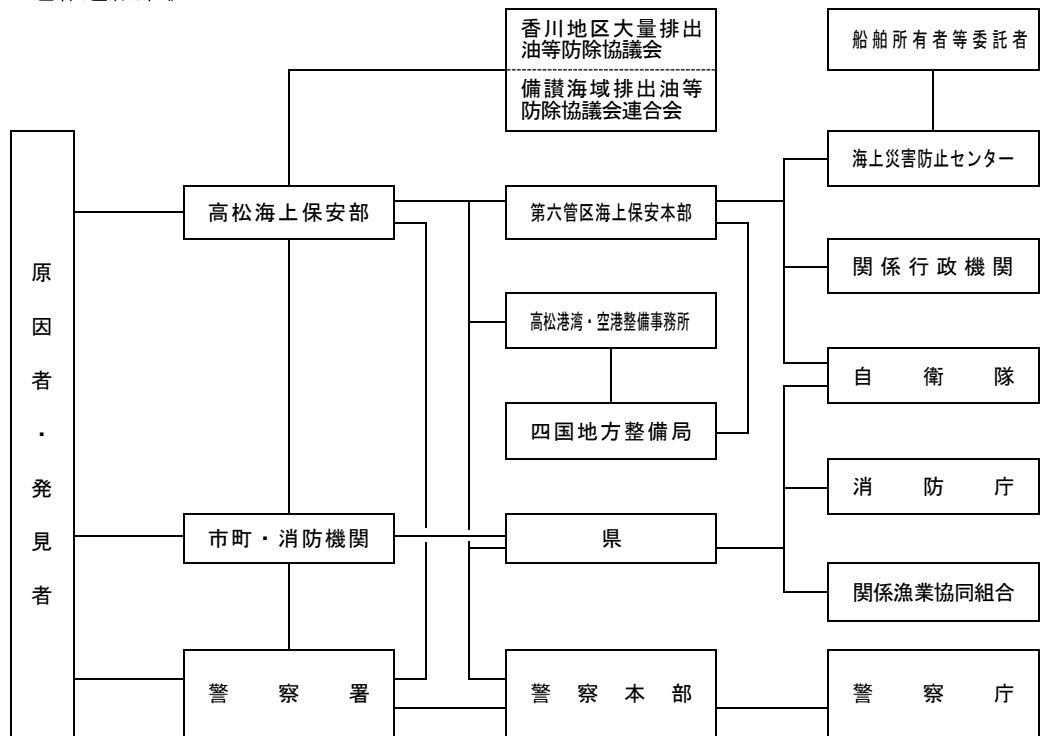 香川地区大量排出
油等防除協議会
備讃海域排出油等
防除協議会連合会
船舶所有者等委託者
海上災害防止センター
高松海上保安部
第六管区海上保安本部
関係行政機関
原因者・発見者
高松港湾・空港整備事務所
自衛隊
四国地方整備局
消防庁
市町・消防機関
県
関係漁業協同組合
警察署
警察本部
警察庁